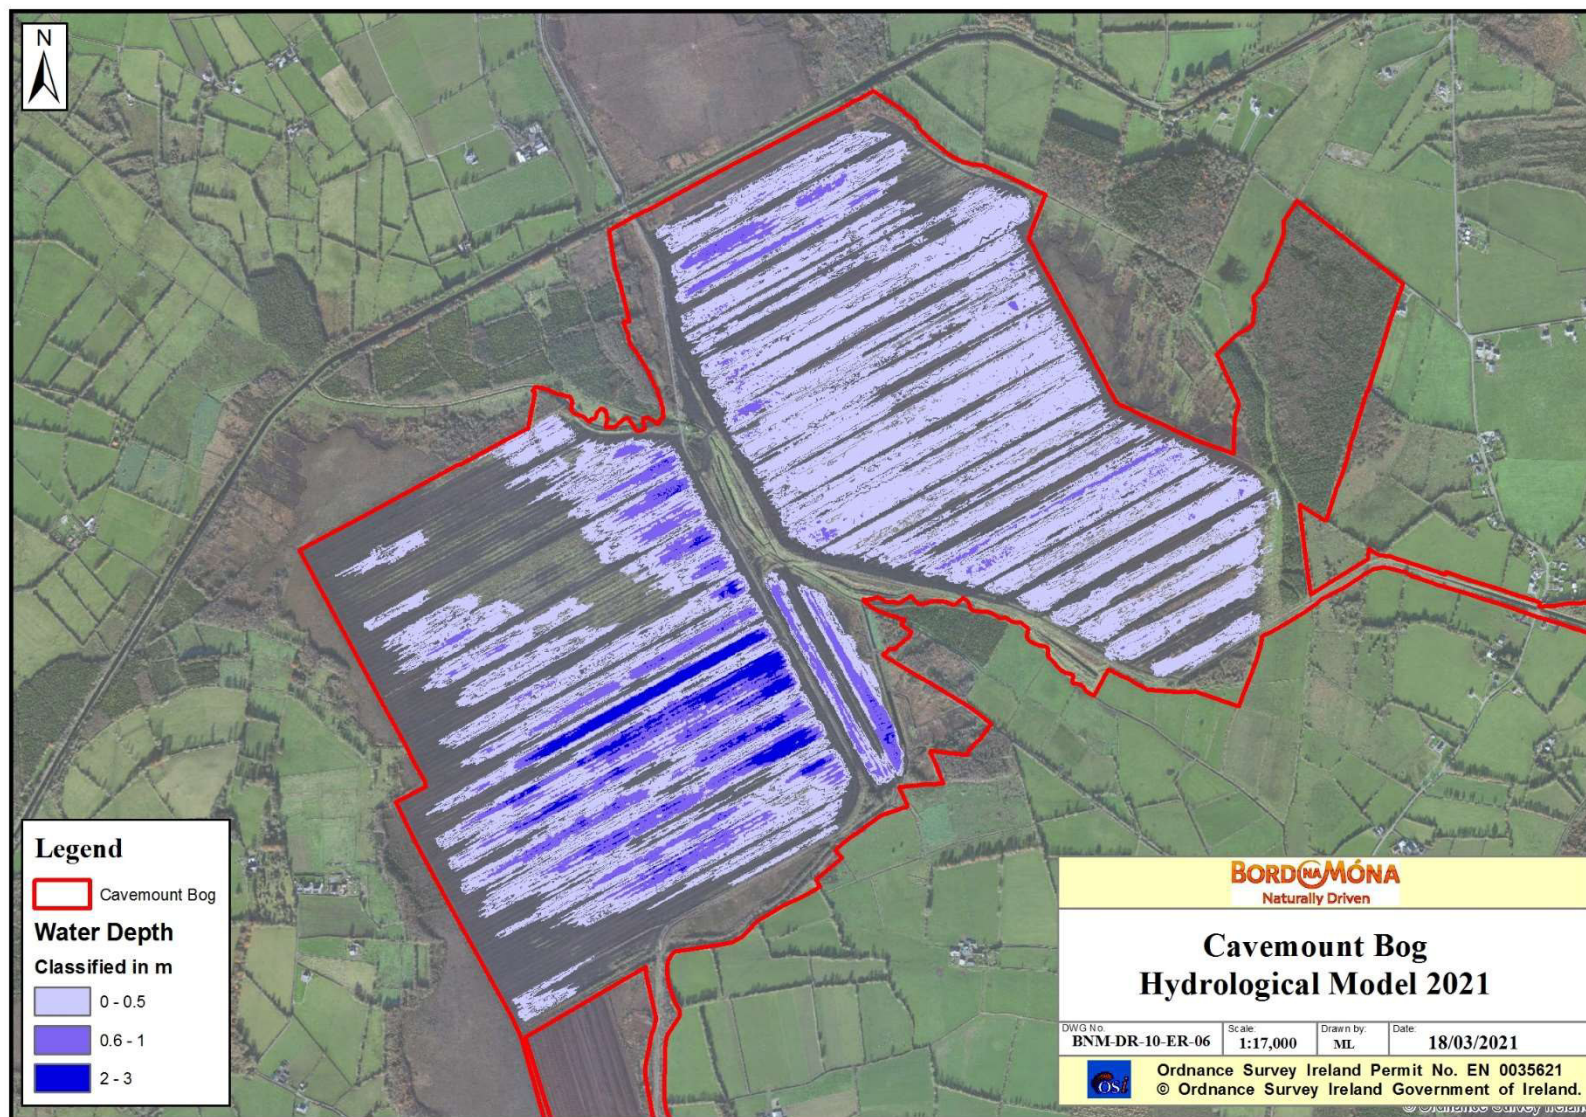 N
Legend
Cavemount Bog
Water Depth
Classified in m
0 - 0.5
0.6 - 1
2 - 3
BORD NA MÓNA
Naturally Driven
Cavemount Bog
Hydrological Model 2021
DWG No. BNM-DR-10-ER-06
Scale: 1:17,000
Drawn by: ML
Date: 18/03/2021
OSi
Ordnance Survey Ireland Permit No. EN 0035621
© Ordnance Survey Ireland Government of Ireland.